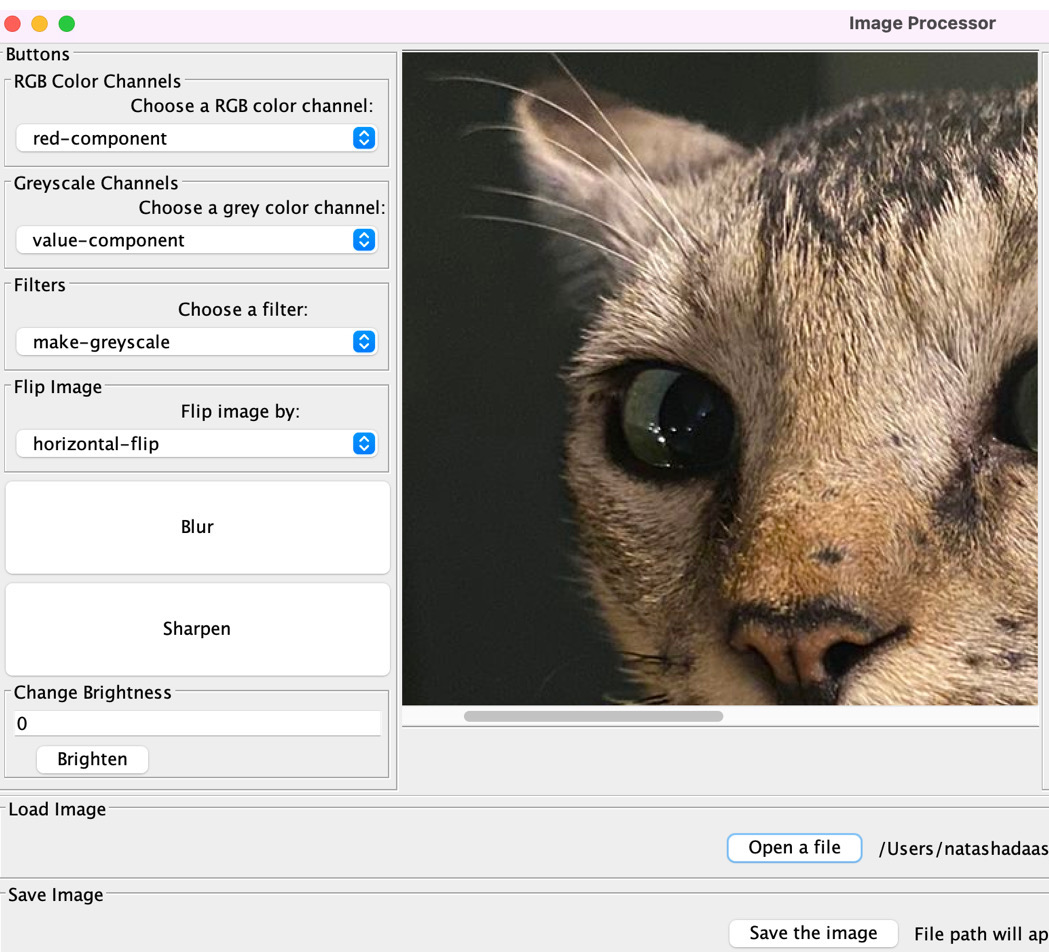 Image Processor
Buttons
RGB Color Channels
Choose a RGB color channel:
red-component
Greyscale Channels
Choose a grey color channel:
value-component
Filters
Choose a filter:
make-greyscale
Flip Image
Flip image by:
horizontal-flip
Blur
Sharpen
Change Brightness
0
Brighten
Load Image
Open a file /Users/natashadaas
Save Image
Save the image File path will ap